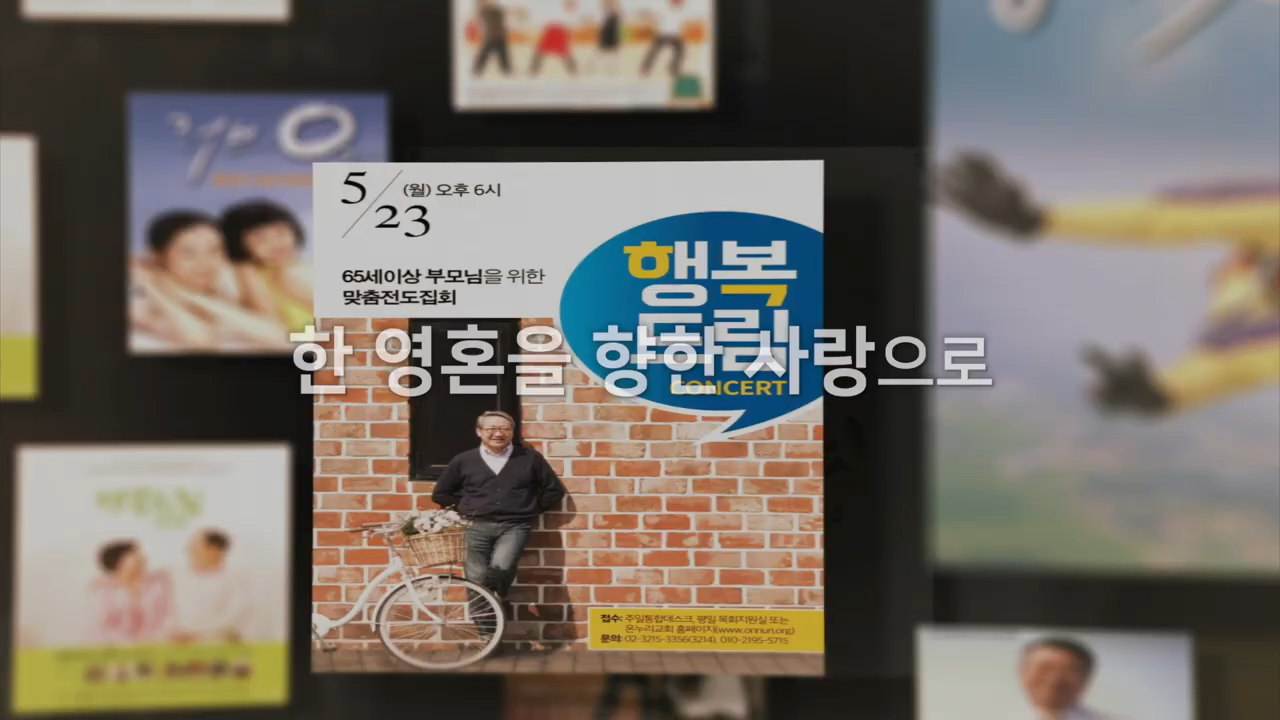 5/23 (월) 오후 6시
65세이상 부모님을 위한
맞춤전도집회
행복
드림
CONCERT
한 영혼을 향한 사랑으로
접수: 주일통합데스크, 평일 목회지원실 또는
온누리교회 홈페이지(www.onnuri.org)
문의: 02-3215-3356(3214), 010-2195-5715